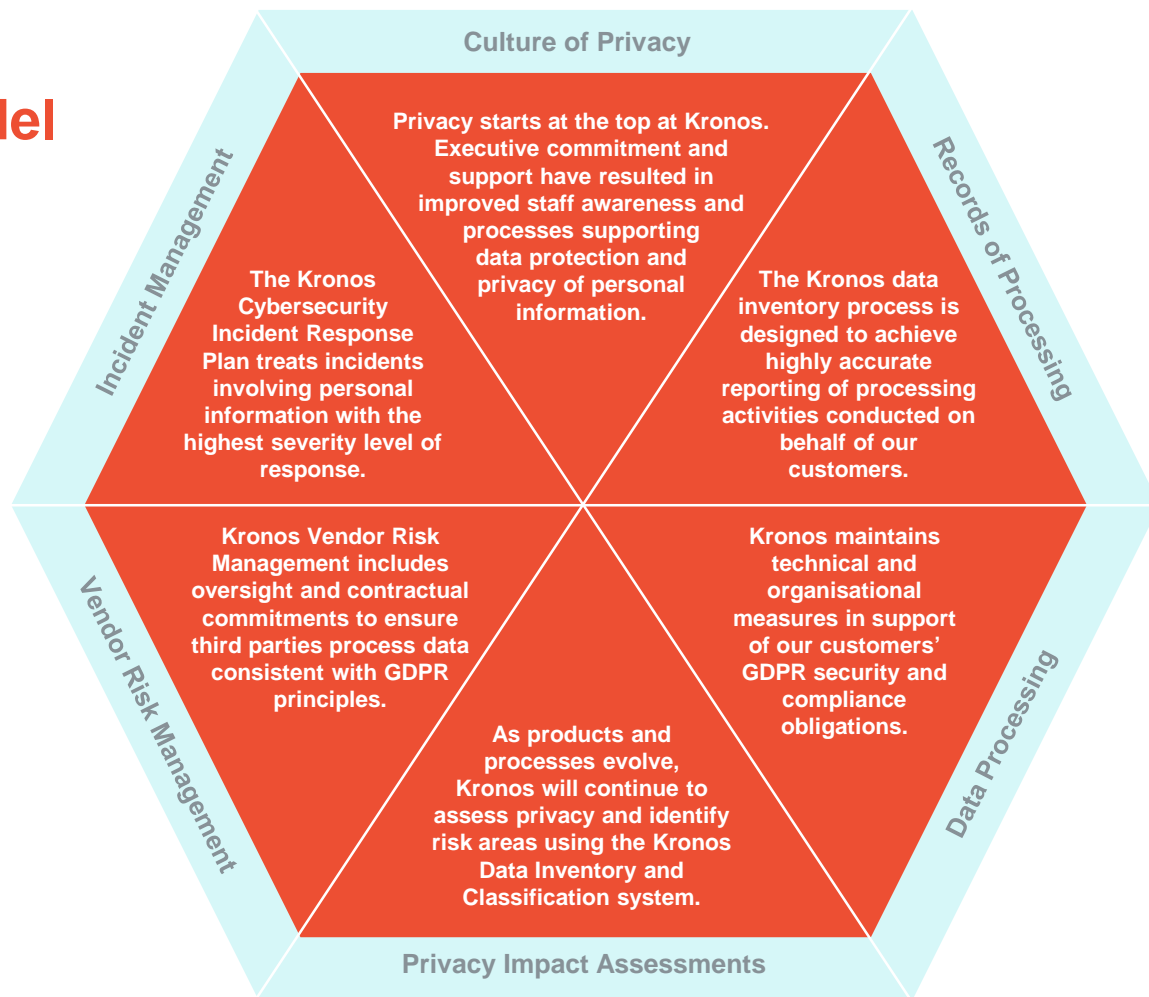 del
Culture of Privacy
Privacy starts at the top at Kronos.
Executive commitment and
support have resulted in
improved staff awareness and
processes supporting
data protection and
privacy of personal
information.
Records of Processing
The Kronos data
inventory process is
designed to achieve
highly accurate
reporting of processing
activities conducted on
behalf of our
customers.
Data Processing
Kronos maintains
technical and
organisational
measures in support
of our customers’
GDPR security and
compliance
obligations.
Privacy Impact Assessments
As products and
processes evolve,
Kronos will continue to
assess privacy and identify
risk areas using the Kronos
Data Inventory and
Classification system.
Vendor Risk Management
Kronos Vendor Risk
Management includes
oversight and contractual
commitments to ensure
third parties process data
consistent with GDPR
principles.
Incident Management
The Kronos
Cybersecurity
Incident Response
Plan treats incidents
involving personal
information with the
highest severity level of
response.